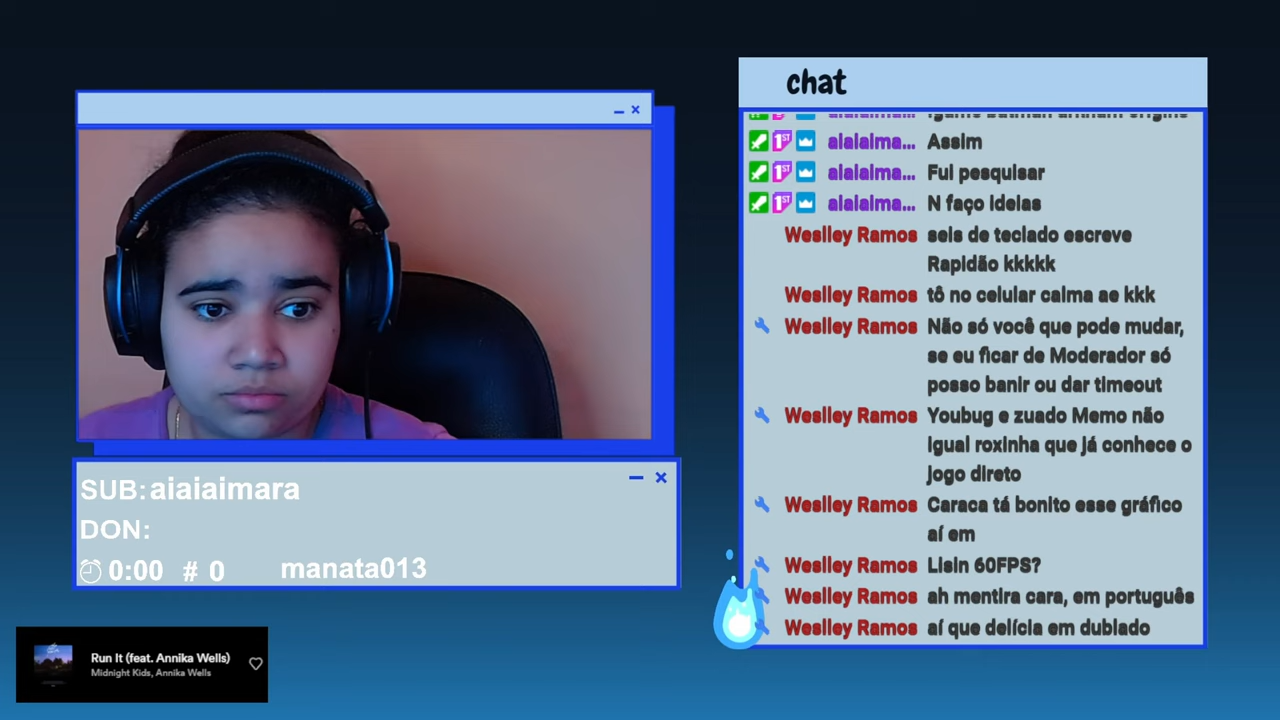 chat
aiaiaima... !game batman arkham origins
aiaiaima... Assim
aiaiaima... Fui pesquisar
aiaiaima... N faço ideias
Weslley Ramos seis de teclado escreve
Rapidão kkkkk
Weslley Ramos tô no celular calma ae kkk
Weslley Ramos Não só você que pode mudar,
se eu ficar de Moderador só
posso banir ou dar timeout
Weslley Ramos Youbug e zuado Memo não
igual roxinha que já conhece o
jogo direto
Weslley Ramos Caraca tá bonito esse gráfico
aí em
Weslley Ramos Lisin 60FPS?
Weslley Ramos ah mentira cara, em português
Weslley Ramos aí que delícia em dublado
SUB: aiaiaimara
DON:
0:00 # 0 manata013
Run It (feat. Annika Wells)
Midnight Kids, Annika Wells